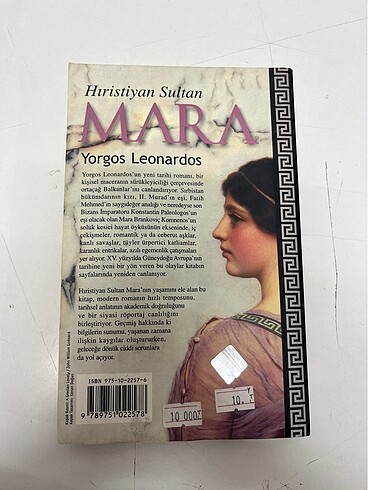 Hıristiyan Sultan
MARA
Yorgos Leonardos
Yorgos Leonardos'un yeni tarihi romanı, bir
kişisel maceranın sürükleyiciliği çerçevesinde
ortaçağ Balkanlar'ını canlandırıyor. Sırbistan
hükümdarının kızı, II. Murad'ın eşi, Fatih
Mehmed'in saygıdeğer analığı ve neredeyse son
Bizans İmparatoru Konstantin Paleologos'un
eşi olacak olan Mara Brankoviç Komnenos'un
soluk kesici hayat öyküsünün ekseninde, iç
çekişmeler, romantik ya da ceberut aşklar,
kanlı savaşlar, tüyler ürpertici katliamlar,
karanlık entrikalar, azılı egemenlik çatışmaları
yer alıyor. XV. yüzyılda Güneydoğu Avrupa'nın
tarihine yeni bir yön veren bu olaylar kitabın
sayfalarında yeniden canlanıyor.
Hıristiyan Sultan Mara'nın yaşamını ele alan bu
kitap, modern romanın hızlı temposunu,
tarihsel anlatının akademik doğruluğunu
ve bir siyasi röportaj canlılığını
birleştiriyor. Geçmiş hakkında ki
bilgilerin sunumu, yaşanan zamana
ilişkin kaygılar oluştururken,
geleceğe dönük ciddi sorunlara
da yol açıyor.
ISBN 975-10-2257-6
9 789751 022578
10 000
10.